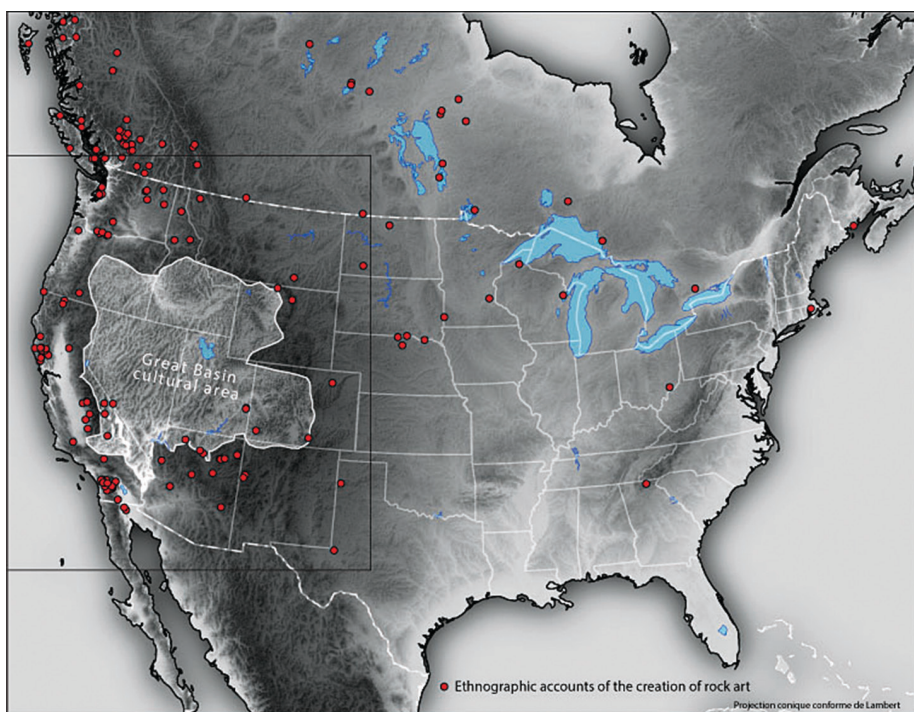 Great Basin
cultural area
Ethnographic accounts of the creation of rock art
Projection conique conforme de Lambert